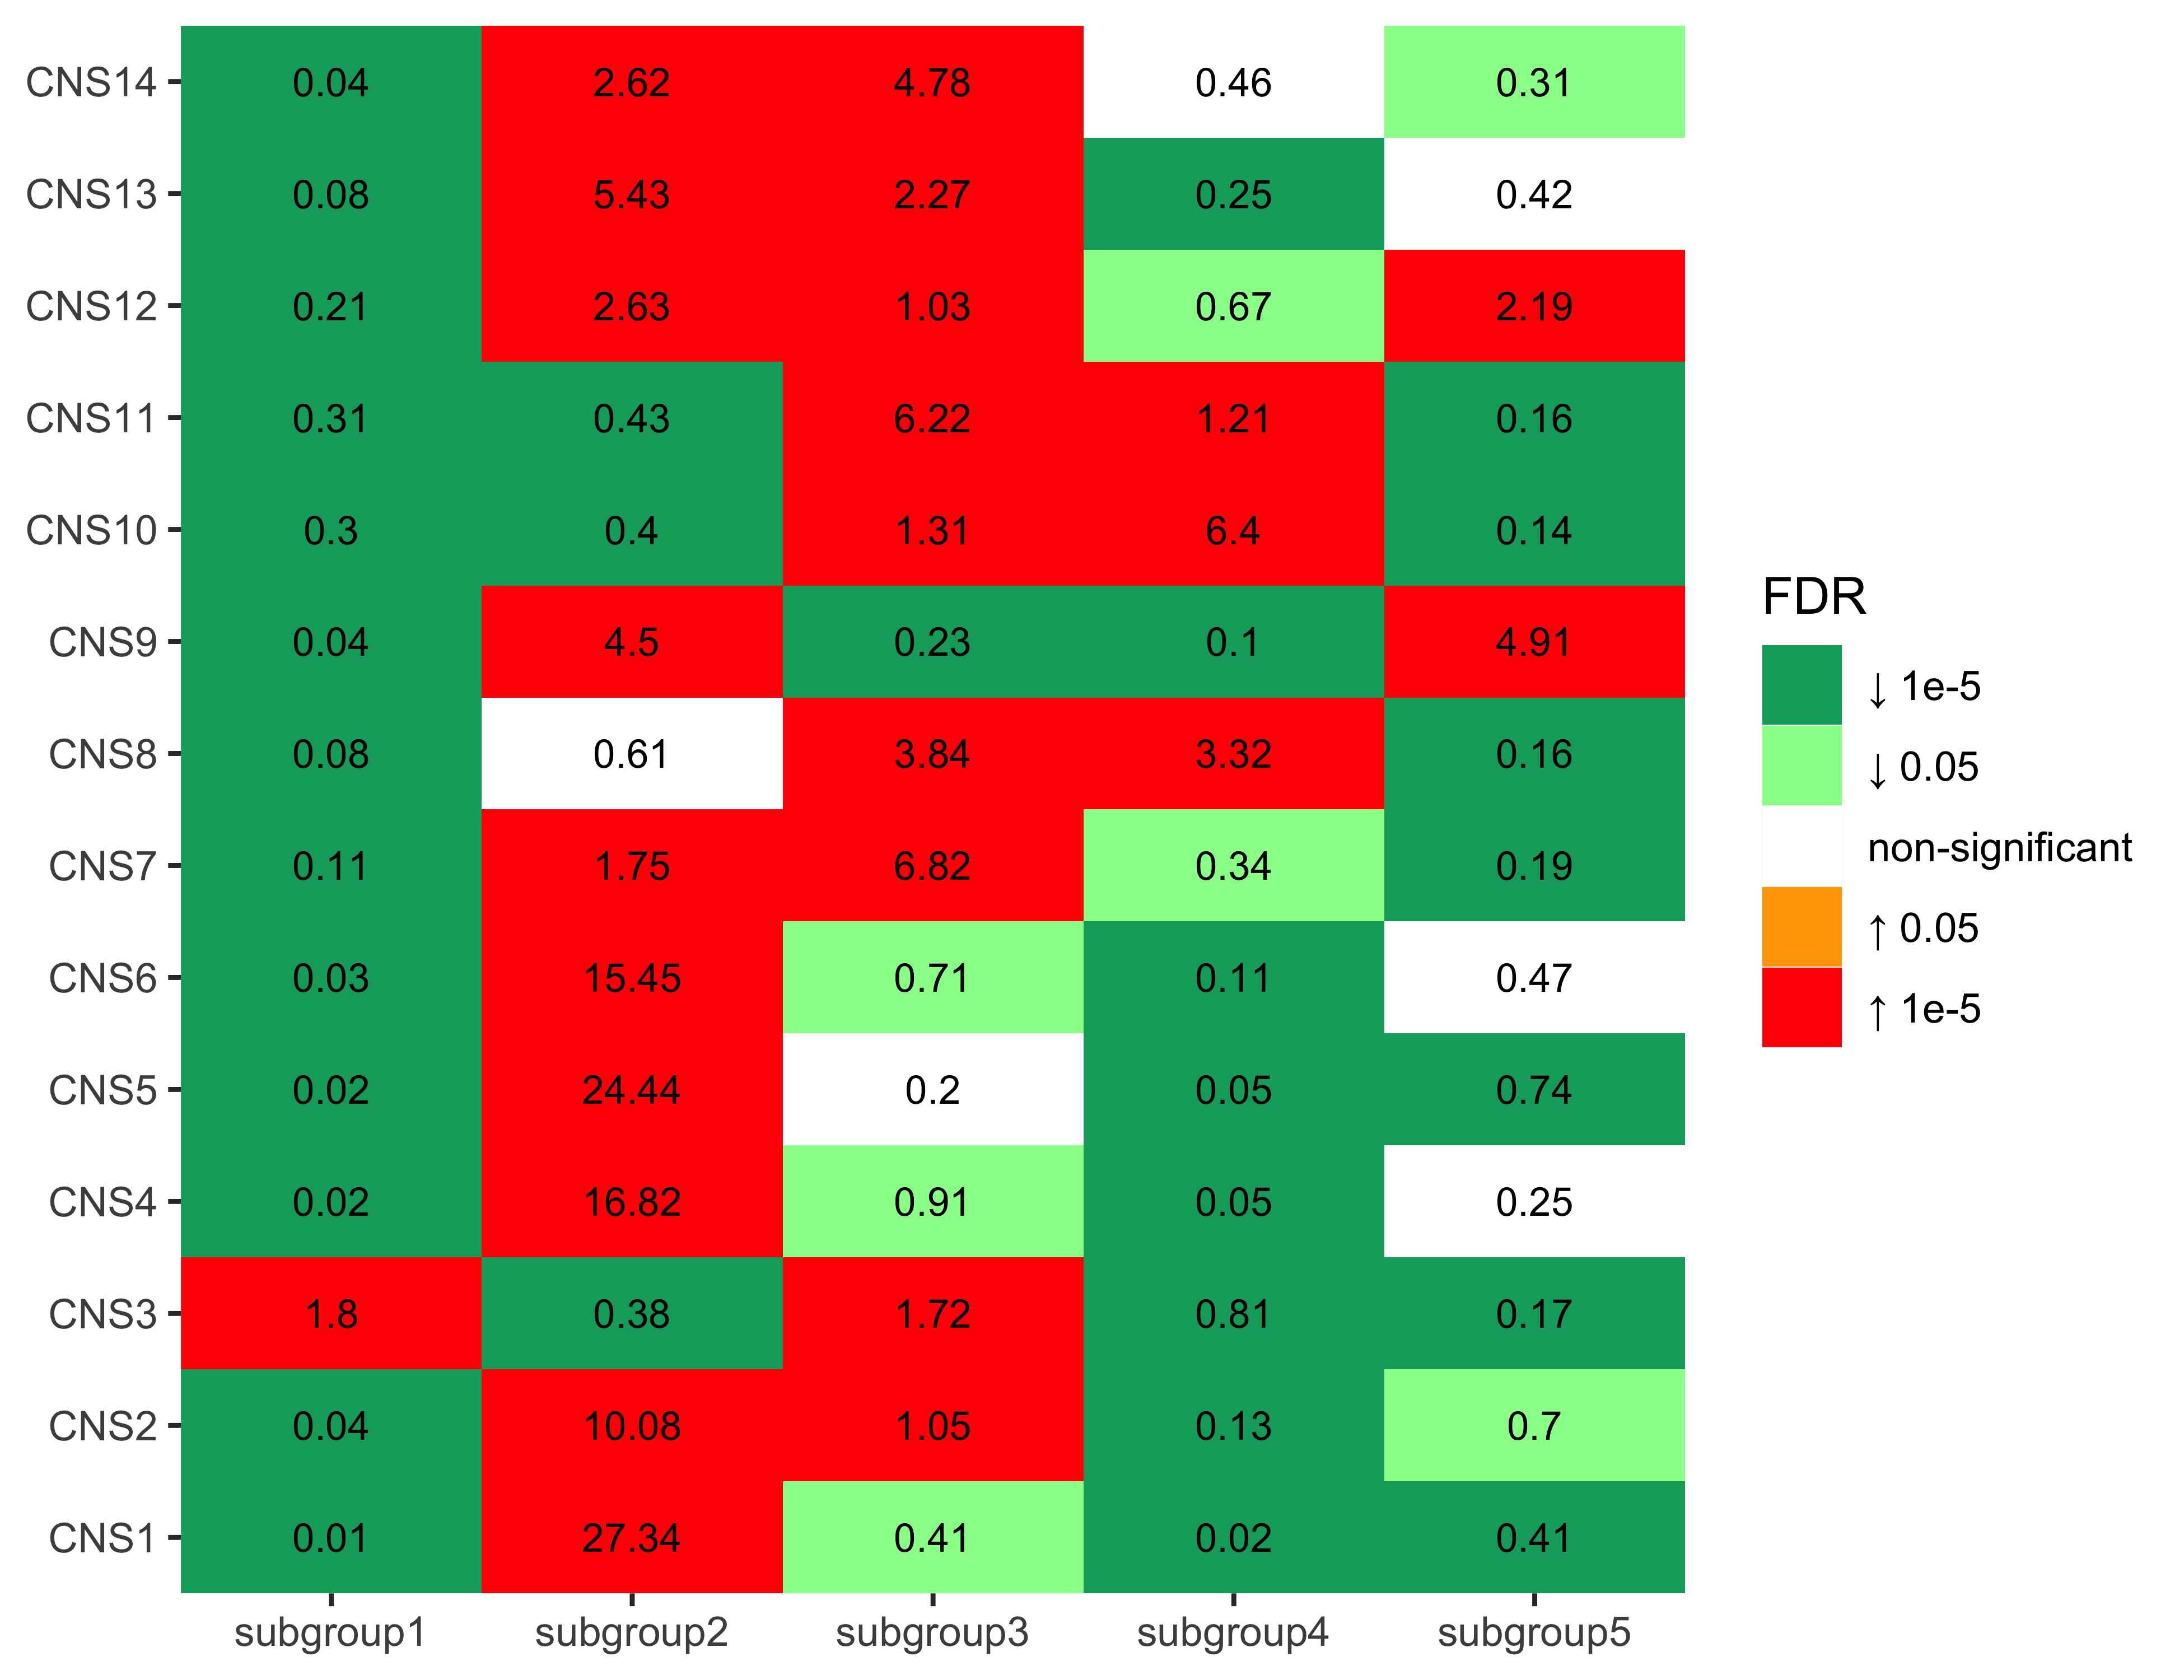 CNS14 0.04 2.62 4.78 0.46 0.31
CNS13 0.08 5.43 2.27 0.25 0.42
CNS12 0.21 2.63 1.03 0.67 2.19
CNS11 0.31 0.43 6.22 1.21 0.16
CNS10 0.3 0.4 1.31 6.4 0.14
CNS9 0.04 4.5 0.23 0.1 4.91
CNS8 0.08 0.61 3.84 3.32 0.16
CNS7 0.11 1.75 6.82 0.34 0.19
CNS6 0.03 15.45 0.71 0.11 0.47
CNS5 0.02 24.44 0.2 0.05 0.74
CNS4 0.02 16.82 0.91 0.05 0.25
CNS3 1.8 0.38 1.72 0.81 0.17
CNS2 0.04 10.08 1.05 0.13 0.7
CNS1 0.01 27.34 0.41 0.02 0.41
subgroup1 subgroup2 subgroup3 subgroup4 subgroup5
FDR
↓ 1e-5
↓ 0.05
non-significant
↑ 0.05
↑ 1e-5